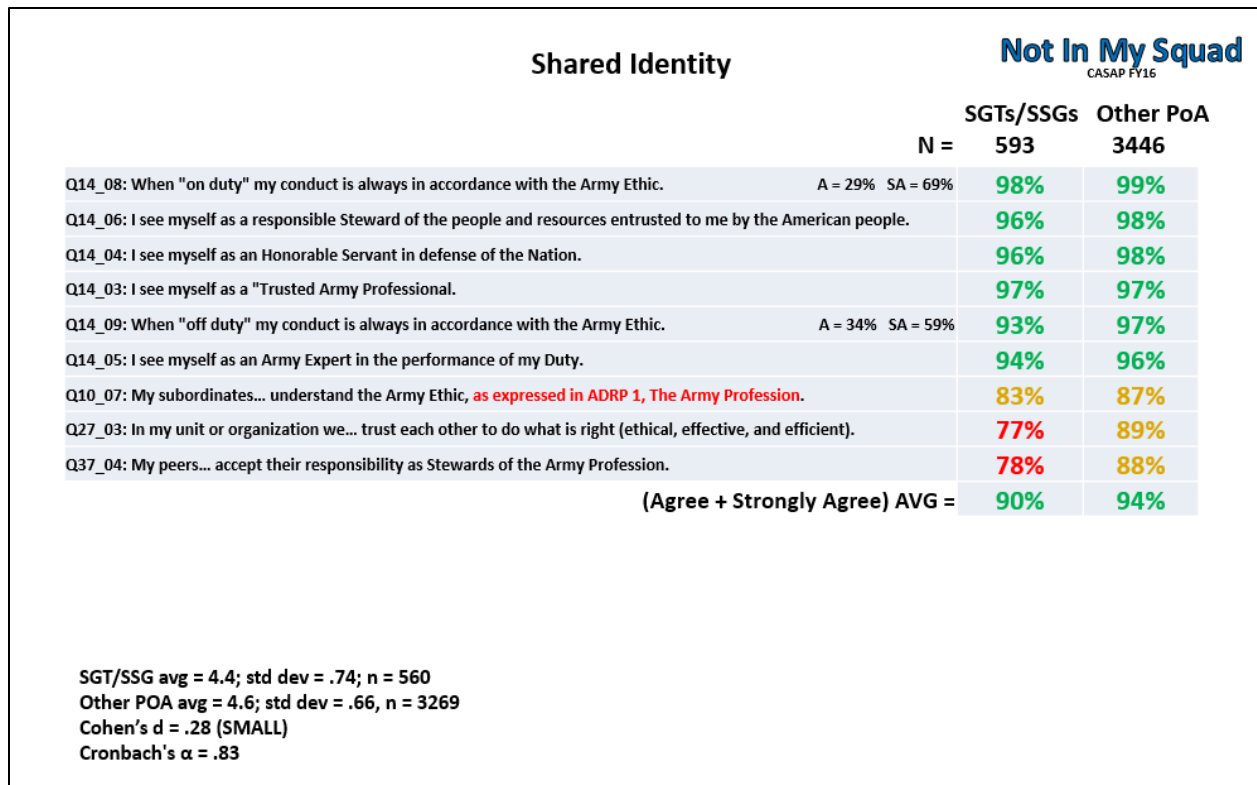 Shared Identity
Not In My Squad
CASAP FY16
SGTs/SSGs Other PoA
N = 593 3446
Q14_08: When "on duty" my conduct is always in accordance with the Army Ethic. A = 29% SA = 69% 98% 99%
Q14_06: I see myself as a responsible Steward of the people and resources entrusted to me by the American people. 96% 98%
Q14_04: I see myself as an Honorable Servant in defense of the Nation. 96% 98%
Q14_03: I see myself as a "Trusted Army Professional. 97% 97%
Q14_09: When "off duty" my conduct is always in accordance with the Army Ethic. A = 34% SA = 59% 93% 97%
Q14_05: I see myself as an Army Expert in the performance of my Duty. 94% 96%
Q10_07: My subordinates... understand the Army Ethic, as expressed in ADRP 1, The Army Profession. 83% 87%
Q27_03: In my unit or organization we... trust each other to do what is right (ethical, effective, and efficient). 77% 89%
Q37_04: My peers... accept their responsibility as Stewards of the Army Profession. 78% 88%
(Agree + Strongly Agree) AVG = 90% 94%
SGT/SSG avg = 4.4; std dev = .74; n = 560
Other POA avg = 4.6; std dev = .66, n = 3269
Cohen’s d = .28 (SMALL)
Cronbach's α = .83